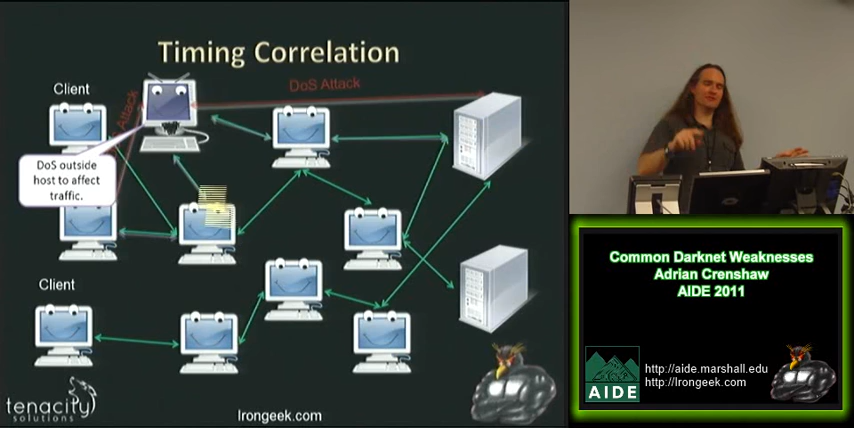 Timing Correlation
Client
DoS Attack
Attack
DoS outside
host to affect
traffic.
Client
tenacity
solutions
Irongeek.com
Common Darknet Weaknesses
Adrian Crenshaw
AIDE 2011
AIDE
http://aide.marshall.edu
http://Irongeek.com